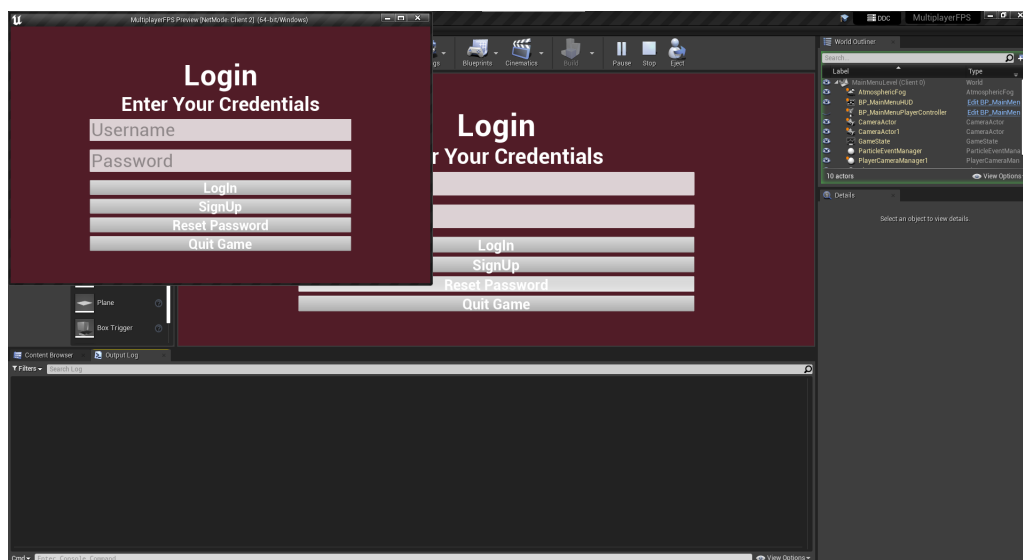 MultiplayerFPS Preview [NetMode: Client 2] (64-bit/Windows)
DDC
MultiplayerFPS
gs
Blueprints
Cinematics
Build
Pause
Stop
Eject
Login
Enter Your Credentials
Username
Password
LogIn
SignUp
Reset Password
Quit Game
Login
r Your Credentials
LogIn
SignUp
Reset Password
Quit Game
Plane
Box Trigger
World Outliner
Search...
Label Type
MainMenuLevel (Client 0) World
AtmosphericFog AtmosphericFog
BP_MainMenuHUD Edit BP_MainMen
BP_MainMenuPlayerController Edit BP_MainMen
CameraActor CameraActor
CameraActor1 CameraActor
GameState GameState
ParticleEventManager ParticleEventMana
PlayerCameraManager1 PlayerCameraMan
10 actors View Options
Details
Select an object to view details.
Content Browser
Output Log
Filters
Search Log
Cmd
Enter Console Command
View Options